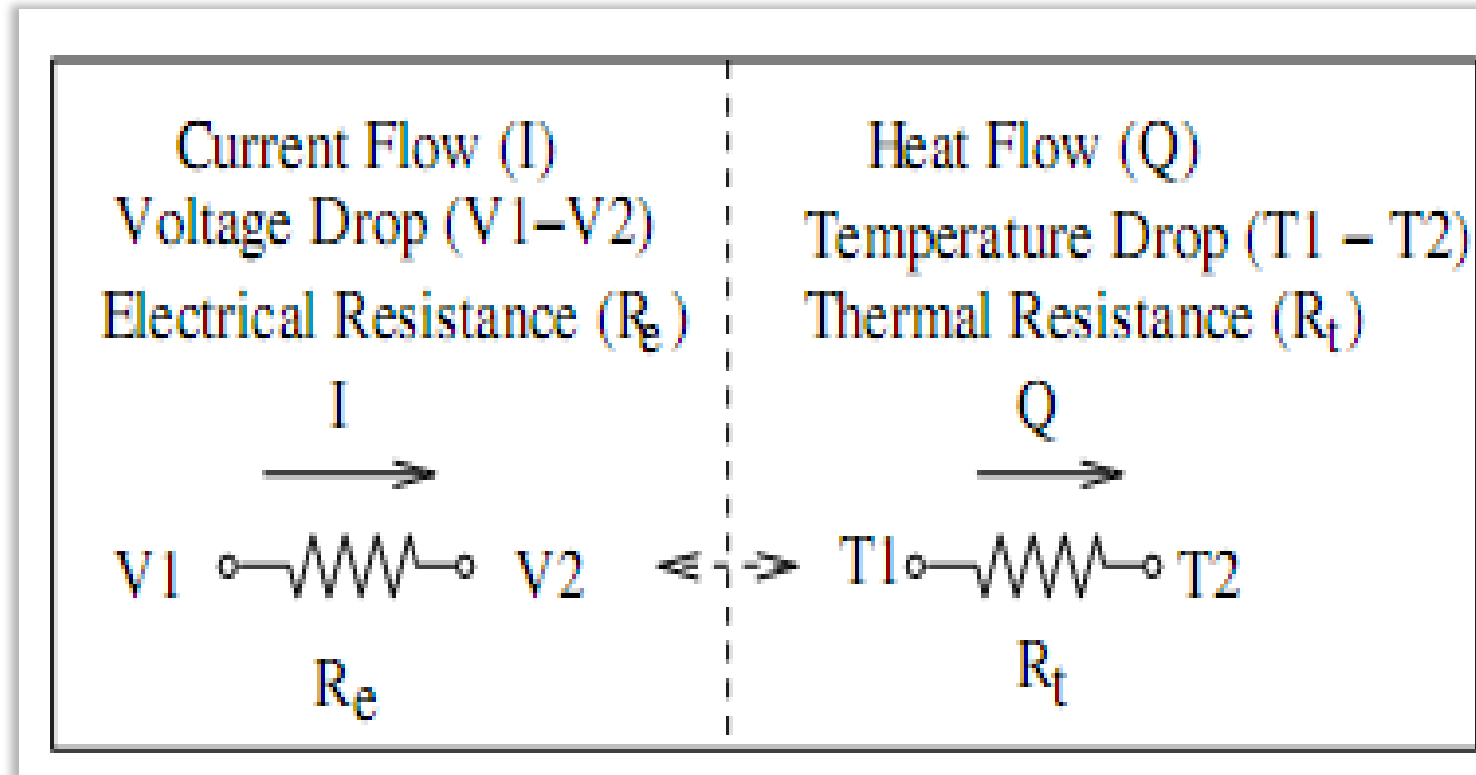 Current Flow (I)
Voltage Drop (V1−V2)
Electrical Resistance (Re)
I
V1
V2
Re
Heat Flow (Q)
Temperature Drop (T1 − T2)
Thermal Resistance (Rt)
Q
T1
T2
Rt